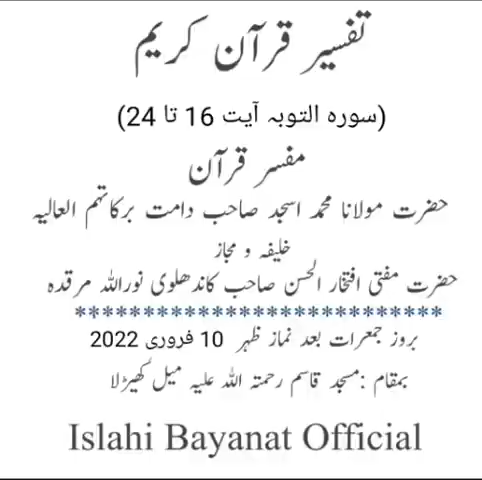 تفسیر قرآن کریم
(سورہ التوبہ آیت 16 تا 24)
مفسر قرآن
حضرت مولانا محمد اسجد صاحب دامت برکاتہم العالیہ
خلیفہ و مجاز
حضرت مفتی افتخار الحسن صاحب کاندھلوی نوراللہ مرقدہ
****************************
بروز جمعرات بعد نماز ظہر 10 فروری 2022
بمقام :مسجد قاسم رحمتہ اللہ علیہ میل کھیڑلا
Islahi Bayanat Official